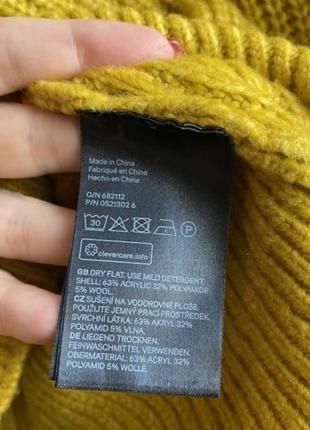 Made in China
Fabriqué en Chine
Hecho en China
O/N 682112
P/N 0521302 6
30 P
clevercare.info
GB DRY FLAT. USE MILD DETERGENT.
SHELL: 63% ACRYLIC 32% POLYAMIDE
5% WOOL
CZ SUŠENÍ NA VODOROVNÉ PLOŠE.
POUŽIJTE JEMNÝ PRACÍ PROSTŘEDEK.
SVRCHNÍ LÁTKA: 63% AKRYL 32%
POLYAMID 5% VLNA.
DE LIEGEND TROCKNEN.
FEINWASCHMITTEL VERWENDEN.
OBERMATERIAL: 63% ACRYL 32%
POLYAMID 5% WOLLE